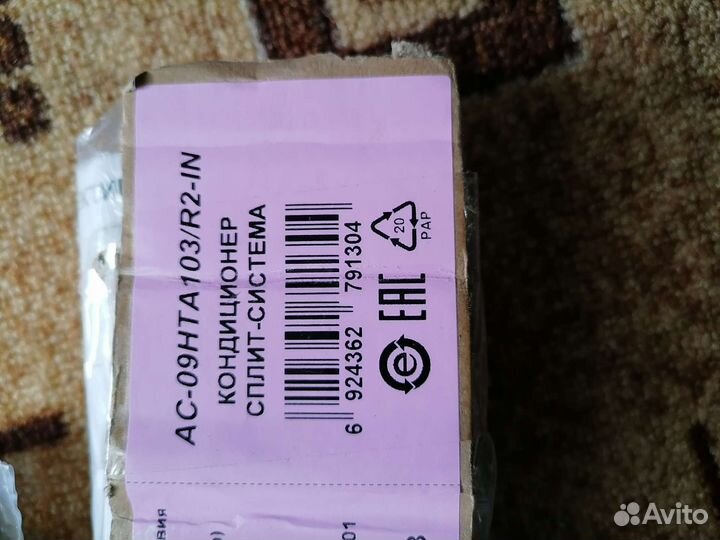 AC-09HTA103/R2-IN
КОНДИЦИОНЕР
СПЛИТ-СИСТЕМА
6 924362 791304
20
PAP
EAC
e
Avito